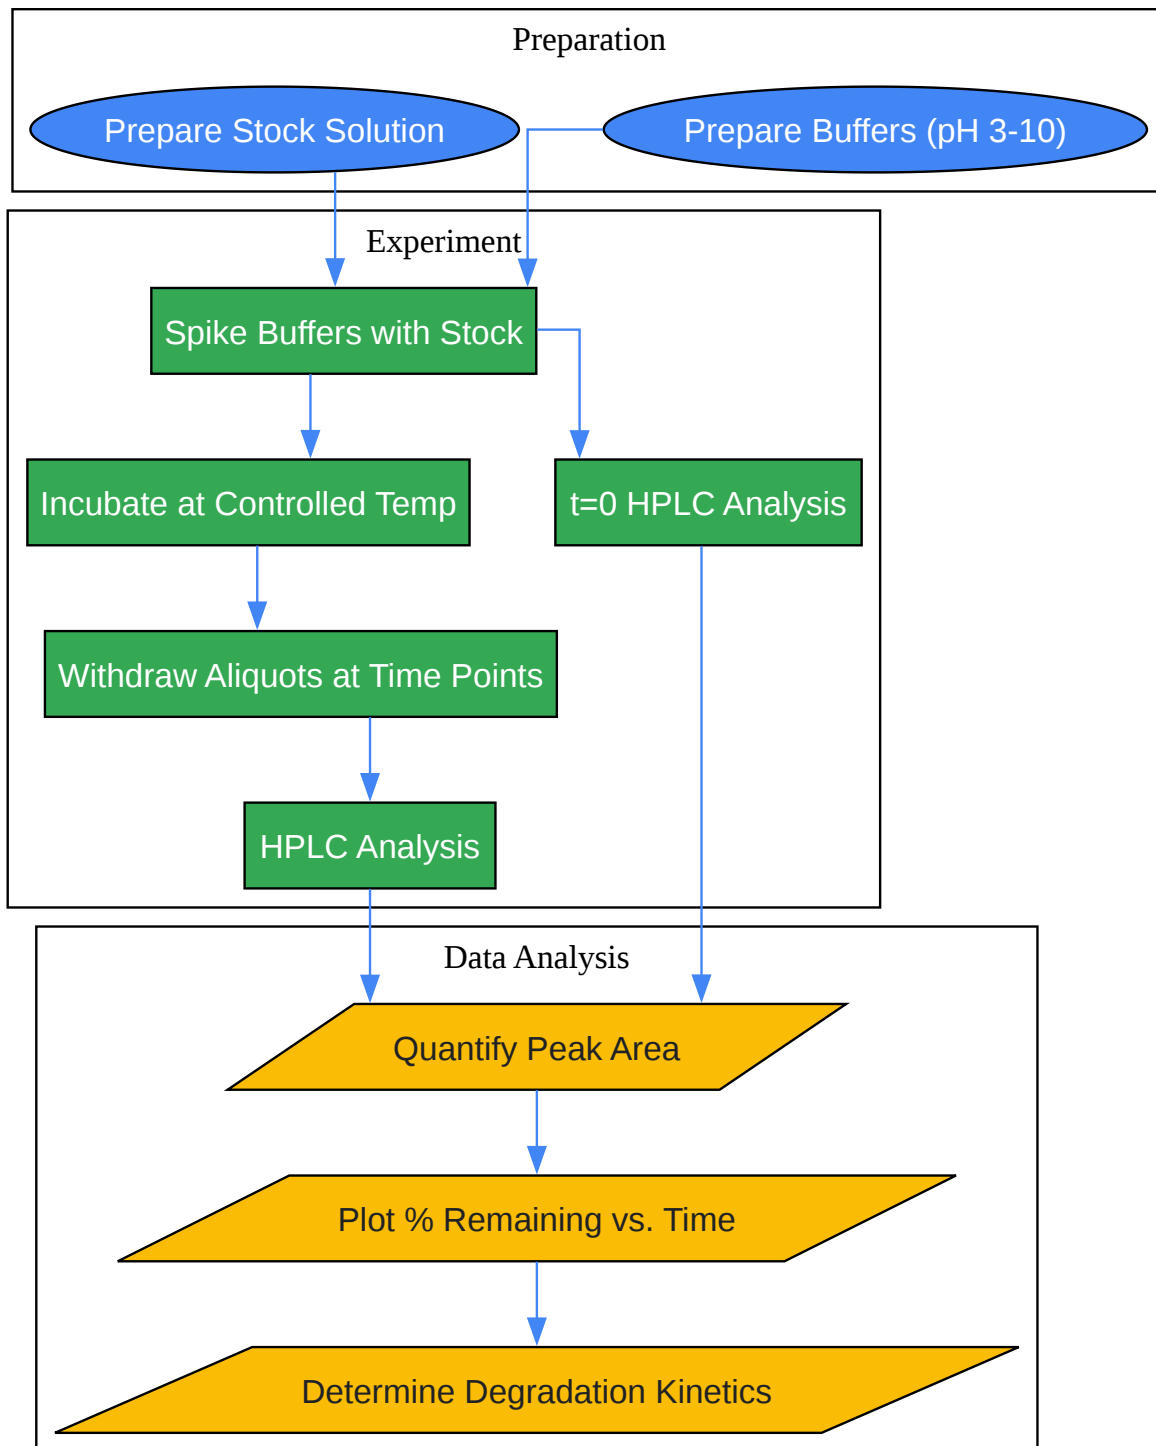 Preparation
Prepare Stock Solution
Prepare Buffers (pH 3-10)
Experiment
Spike Buffers with Stock
Incubate at Controlled Temp
t=0 HPLC Analysis
Withdraw Aliquots at Time Points
HPLC Analysis
Data Analysis
Quantify Peak Area
Plot % Remaining vs. Time
Determine Degradation Kinetics